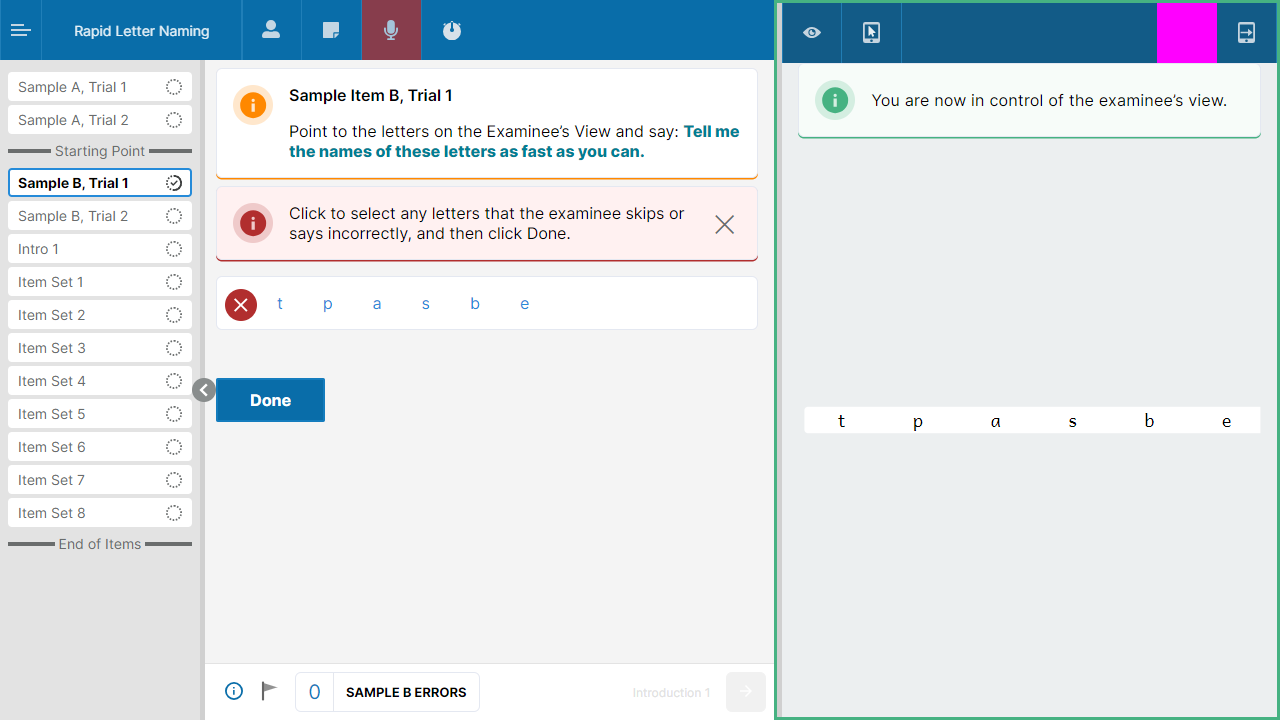 Rapid Letter Naming
Sample A, Trial 1
Sample A, Trial 2
Starting Point
Sample B, Trial 1
Sample B, Trial 2
Intro 1
Item Set 1
Item Set 2
Item Set 3
Item Set 4
Item Set 5
Item Set 6
Item Set 7
Item Set 8
End of Items
Sample Item B, Trial 1
Point to the letters on the Examinee’s View and say: Tell me
the names of these letters as fast as you can.
Click to select any letters that the examinee skips or
says incorrectly, and then click Done.
t p a s b e
Done
0 SAMPLE B ERRORS
Introduction 1
You are now in control of the examinee’s view.
t p a s b e